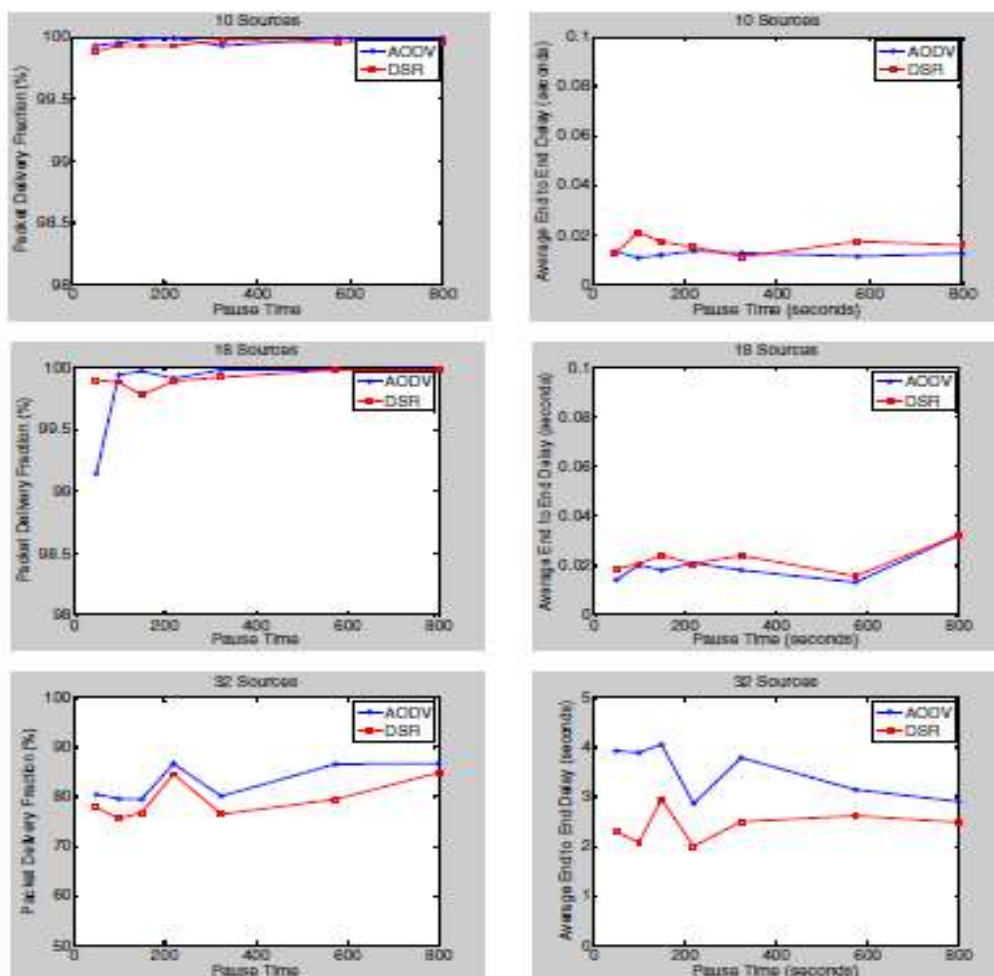 10 Sources
Packet Delivery Fraction (%)
100
99.5
99
98.5
98
0
200
400
600
800
Pause Time
AODV
DSR
10 Sources
Average End to End Delay (seconds)
0.1
0.08
0.06
0.04
0.02
0
0
200
400
600
800
Pause Time (seconds)
AODV
DSR
18 Sources
Packet Delivery Fraction (%)
100
99.5
99
98.5
98
0
200
400
600
800
Pause Time
AODV
DSR
18 Sources
Average End to End Delay (seconds)
0.1
0.08
0.06
0.04
0.02
0
0
200
400
600
800
Pause Time (seconds)
AODV
DSR
32 Sources
Packet Delivery Fraction (%)
100
90
80
70
60
50
0
200
400
600
800
Pause Time
AODV
DSR
32 Sources
Average End to End Delay (seconds)
5
4
3
2
1
0
0
200
400
600
800
Pause Time (seconds)
AODV
DSR